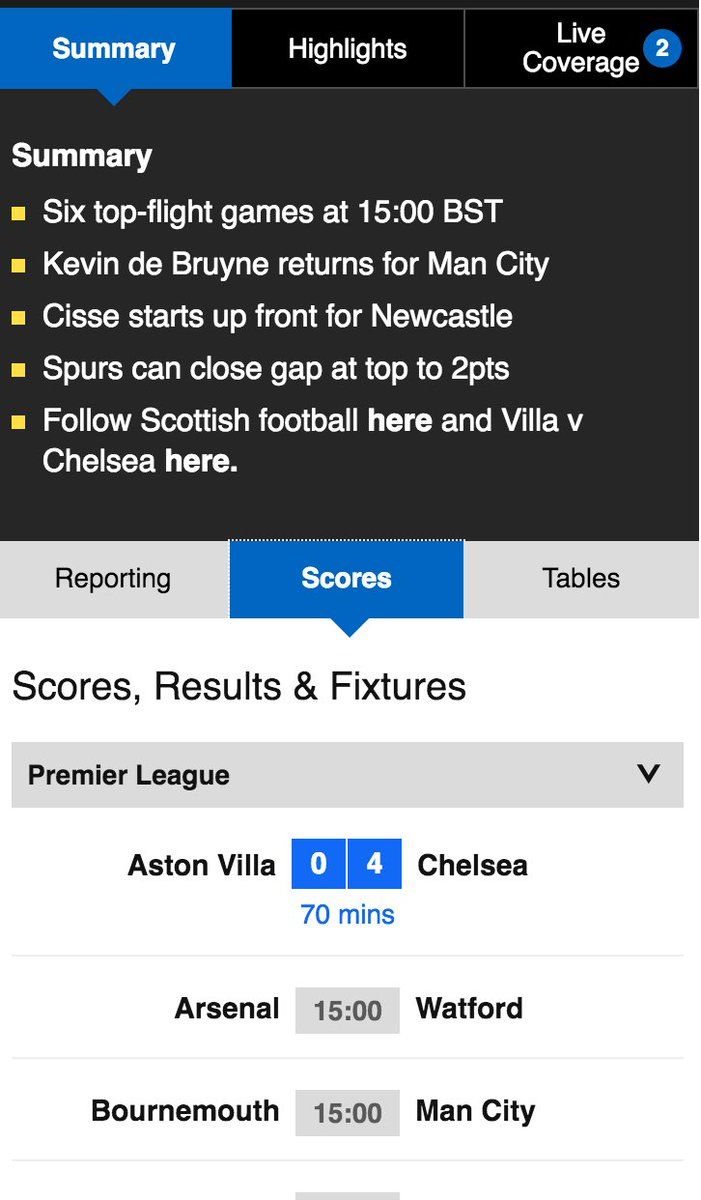 Summary
Highlights
Live
Coverage
2
Summary
Six top-flight games at 15:00 BST
Kevin de Bruyne returns for Man City
Cisse starts up front for Newcastle
Spurs can close gap at top to 2pts
Follow Scottish football here and Villa v
Chelsea here.
Reporting
Scores
Tables
Scores, Results & Fixtures
Premier League
Aston Villa 0 4 Chelsea
70 mins
Arsenal 15:00 Watford
Bournemouth 15:00 Man City